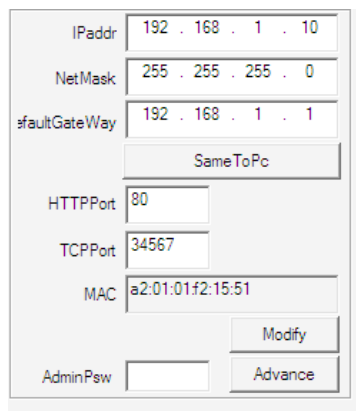 IPaddr 192 . 168 . 1 . 10
NetMask 255 . 255 . 255 . 0
efaultGateWay 192 . 168 . 1 . 1
SameToPc
HTTPPort 80
TCPPort 34567
MAC a2:01:01:f2:15:51
Modify
AdminPsw Advance